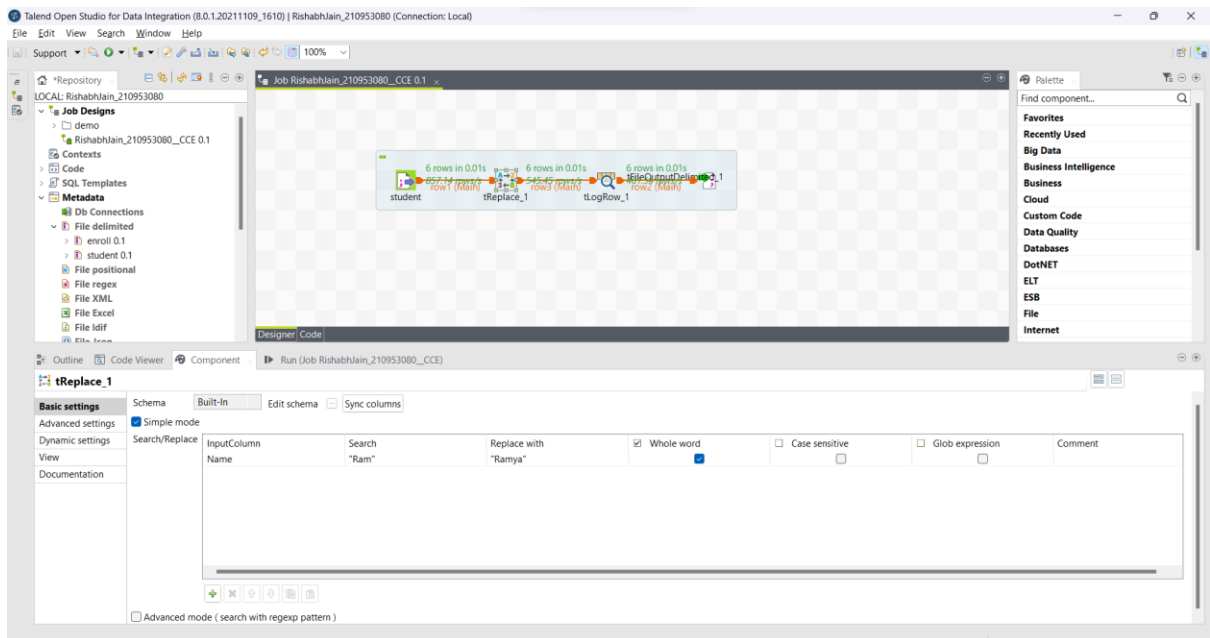 Talend Open Studio for Data Integration (8.0.1.20211109_1610) | RishabhJain_210953080 (Connection: Local)
File Edit View Search Window Help
Support 100%
*Repository
LOCAL: RishabhJain_210953080
Job Designs
demo
RishabhJain_210953080__CCE 0.1
Contexts
Code
SQL Templates
Metadata
Db Connections
File delimited
enroll 0.1
student 0.1
File positional
File regex
File XML
File Excel
File ldif
Job RishabhJain_210953080__CCE 0.1
6 rows in 0.01s 6 rows in 0.01s 6 rows in 0.01s
857.14 rows/s 545.45 rows/s tFileOutputDelimited_1
row1 (Main) row3 (Main) row2 (Main)
student tReplace_1 tLogRow_1
Designer Code
Palette
Find component...
Favorites
Recently Used
Big Data
Business Intelligence
Business
Cloud
Custom Code
Data Quality
Databases
DotNET
ELT
ESB
File
Internet
Outline Code Viewer Component Run (Job RishabhJain_210953080__CCE)
tReplace_1
Basic settings
Advanced settings
Dynamic settings
View
Documentation
Schema Built-In Edit schema ... Sync columns
Simple mode
Search/Replace
InputColumn Search Replace with Whole word Case sensitive Glob expression Comment
Name "Ram" "Ramya"
Advanced mode ( search with regexp pattern )